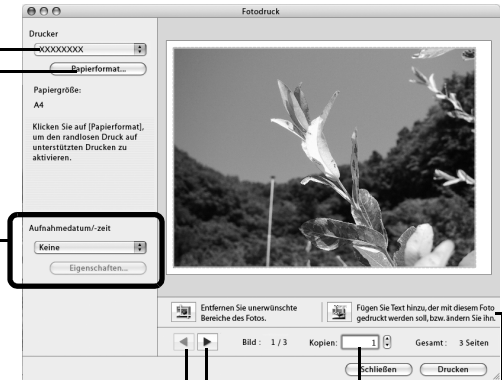 Fotodruck
Drucker
XXXXXXXX
Papierformat...
Papiergröße:
A4
Klicken Sie auf [Papierformat],
um den randlosen Druck auf
unterstützten Drucken zu
aktivieren.
Aufnahmedatum/-zeit
Keine
Eigenschaften...
Entfernen Sie unerwünschte
Bereiche des Fotos.
Fügen Sie Text hinzu, der mit diesem Foto
gedruckt werden soll, bzw. ändern Sie ihn.
Bild : 1 / 3 Kopien: 1 Gesamt : 3 Seiten
Schließen Drucken